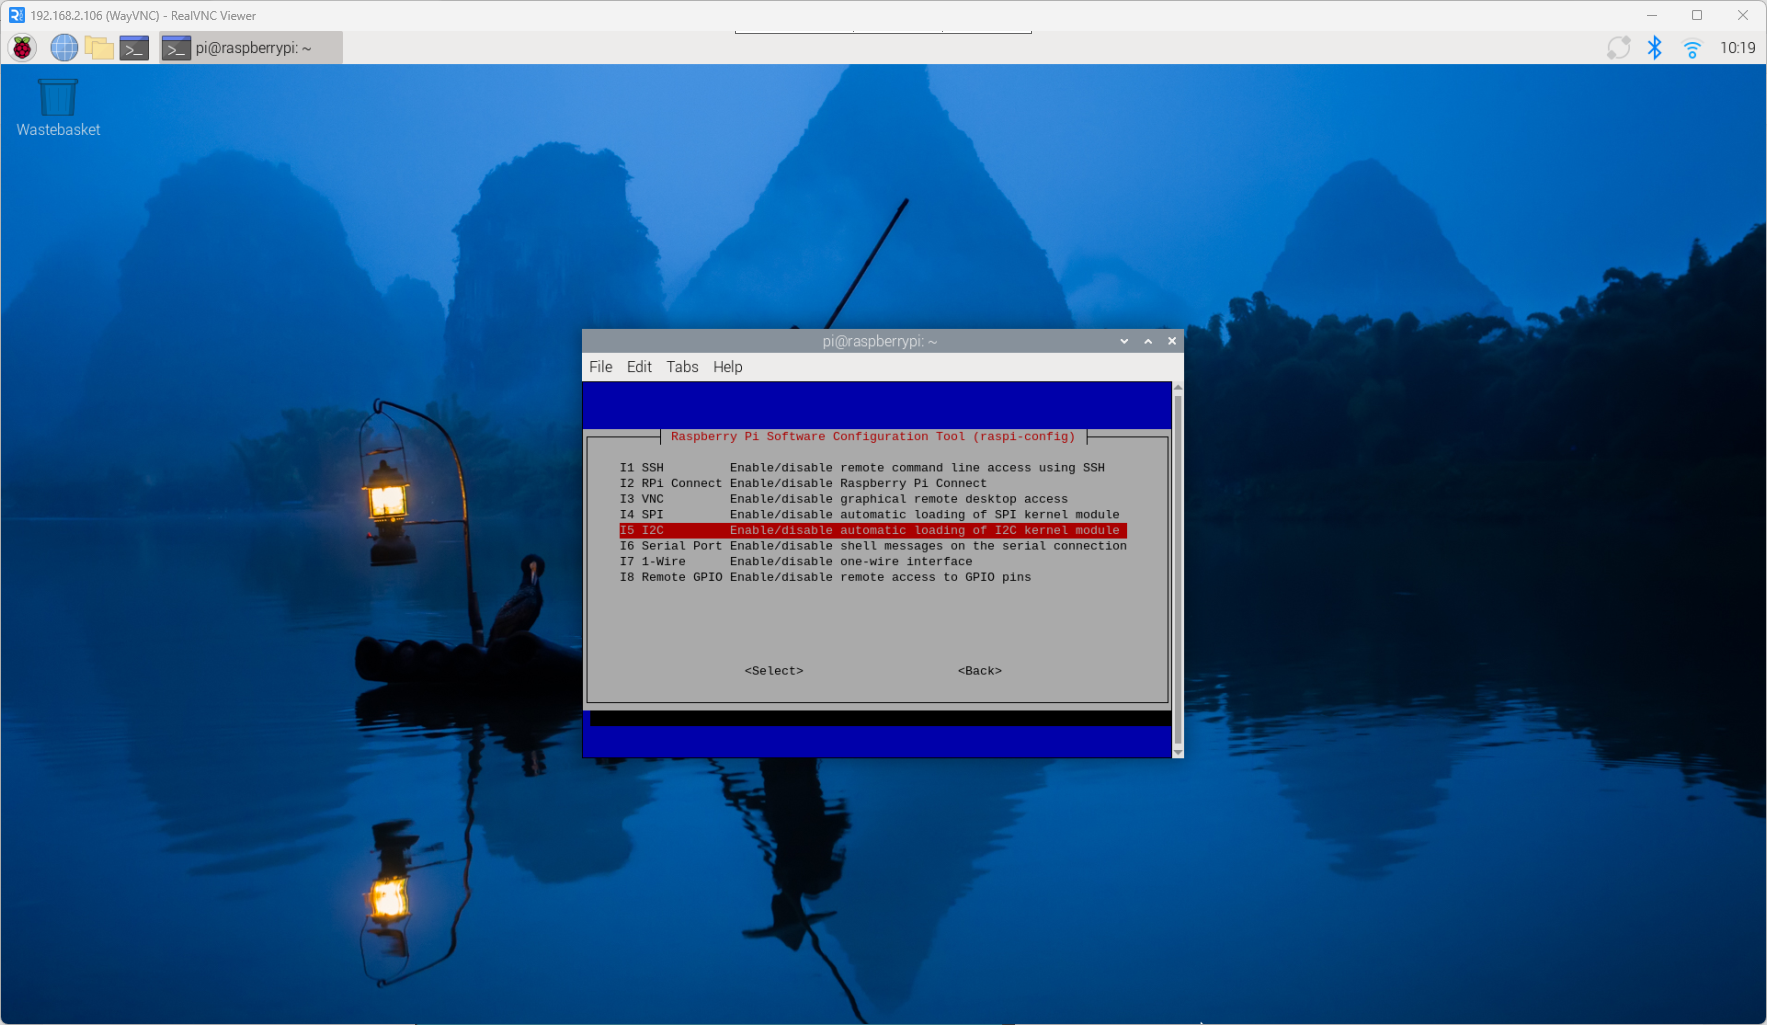 192.168.2.106 (WayVNC) - RealVNC Viewer
pi@raspberrypi: ~
10:19
Wastebasket
pi@raspberrypi: ~
File Edit Tabs Help
Raspberry Pi Software Configuration Tool (raspi-config)
I1 SSH Enable/disable remote command line access using SSH
I2 RPi Connect Enable/disable Raspberry Pi Connect
I3 VNC Enable/disable graphical remote desktop access
I4 SPI Enable/disable automatic loading of SPI kernel module
I5 I2C Enable/disable automatic loading of I2C kernel module
I6 Serial Port Enable/disable shell messages on the serial connection
I7 1-Wire Enable/disable one-wire interface
I8 Remote GPIO Enable/disable remote access to GPIO pins
<Select> <Back>